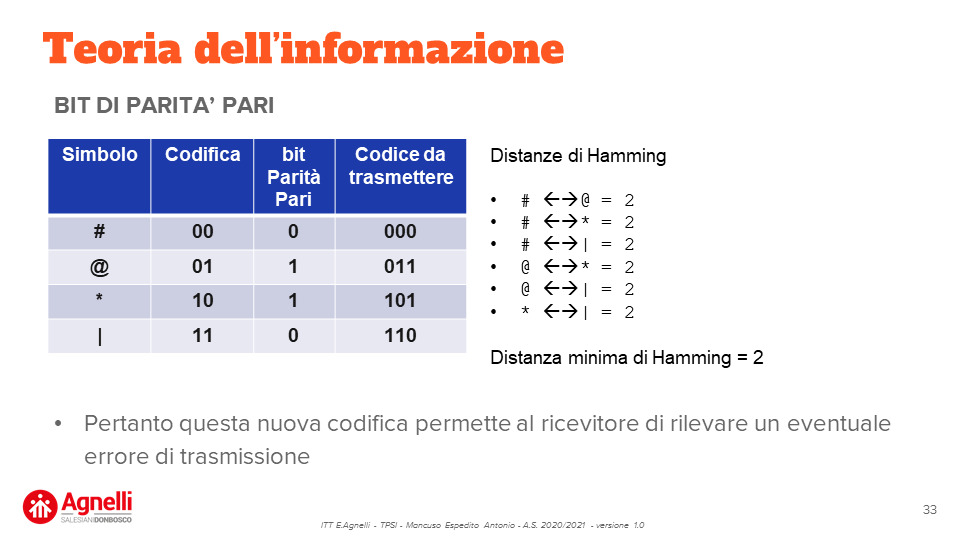 Teoria dell’informazione
BIT DI PARITA’ PARI
Simbolo Codifica bit Parità Pari Codice da trasmettere
# 00 0 000
@ 01 1 011
* 10 1 101
| 11 0 110
Distanze di Hamming
• # ←→@ = 2
• # ←→* = 2
• # ←→| = 2
• @ ←→* = 2
• @ ←→| = 2
• * ←→| = 2
Distanza minima di Hamming = 2
• Pertanto questa nuova codifica permette al ricevitore di rilevare un eventuale
errore di trasmissione
Agnelli
SALESIANI DONBOSCO
ITT E.Agnelli - TPSI - Mancuso Espedito Antonio - A.S. 2020/2021 - versione 1.0
33